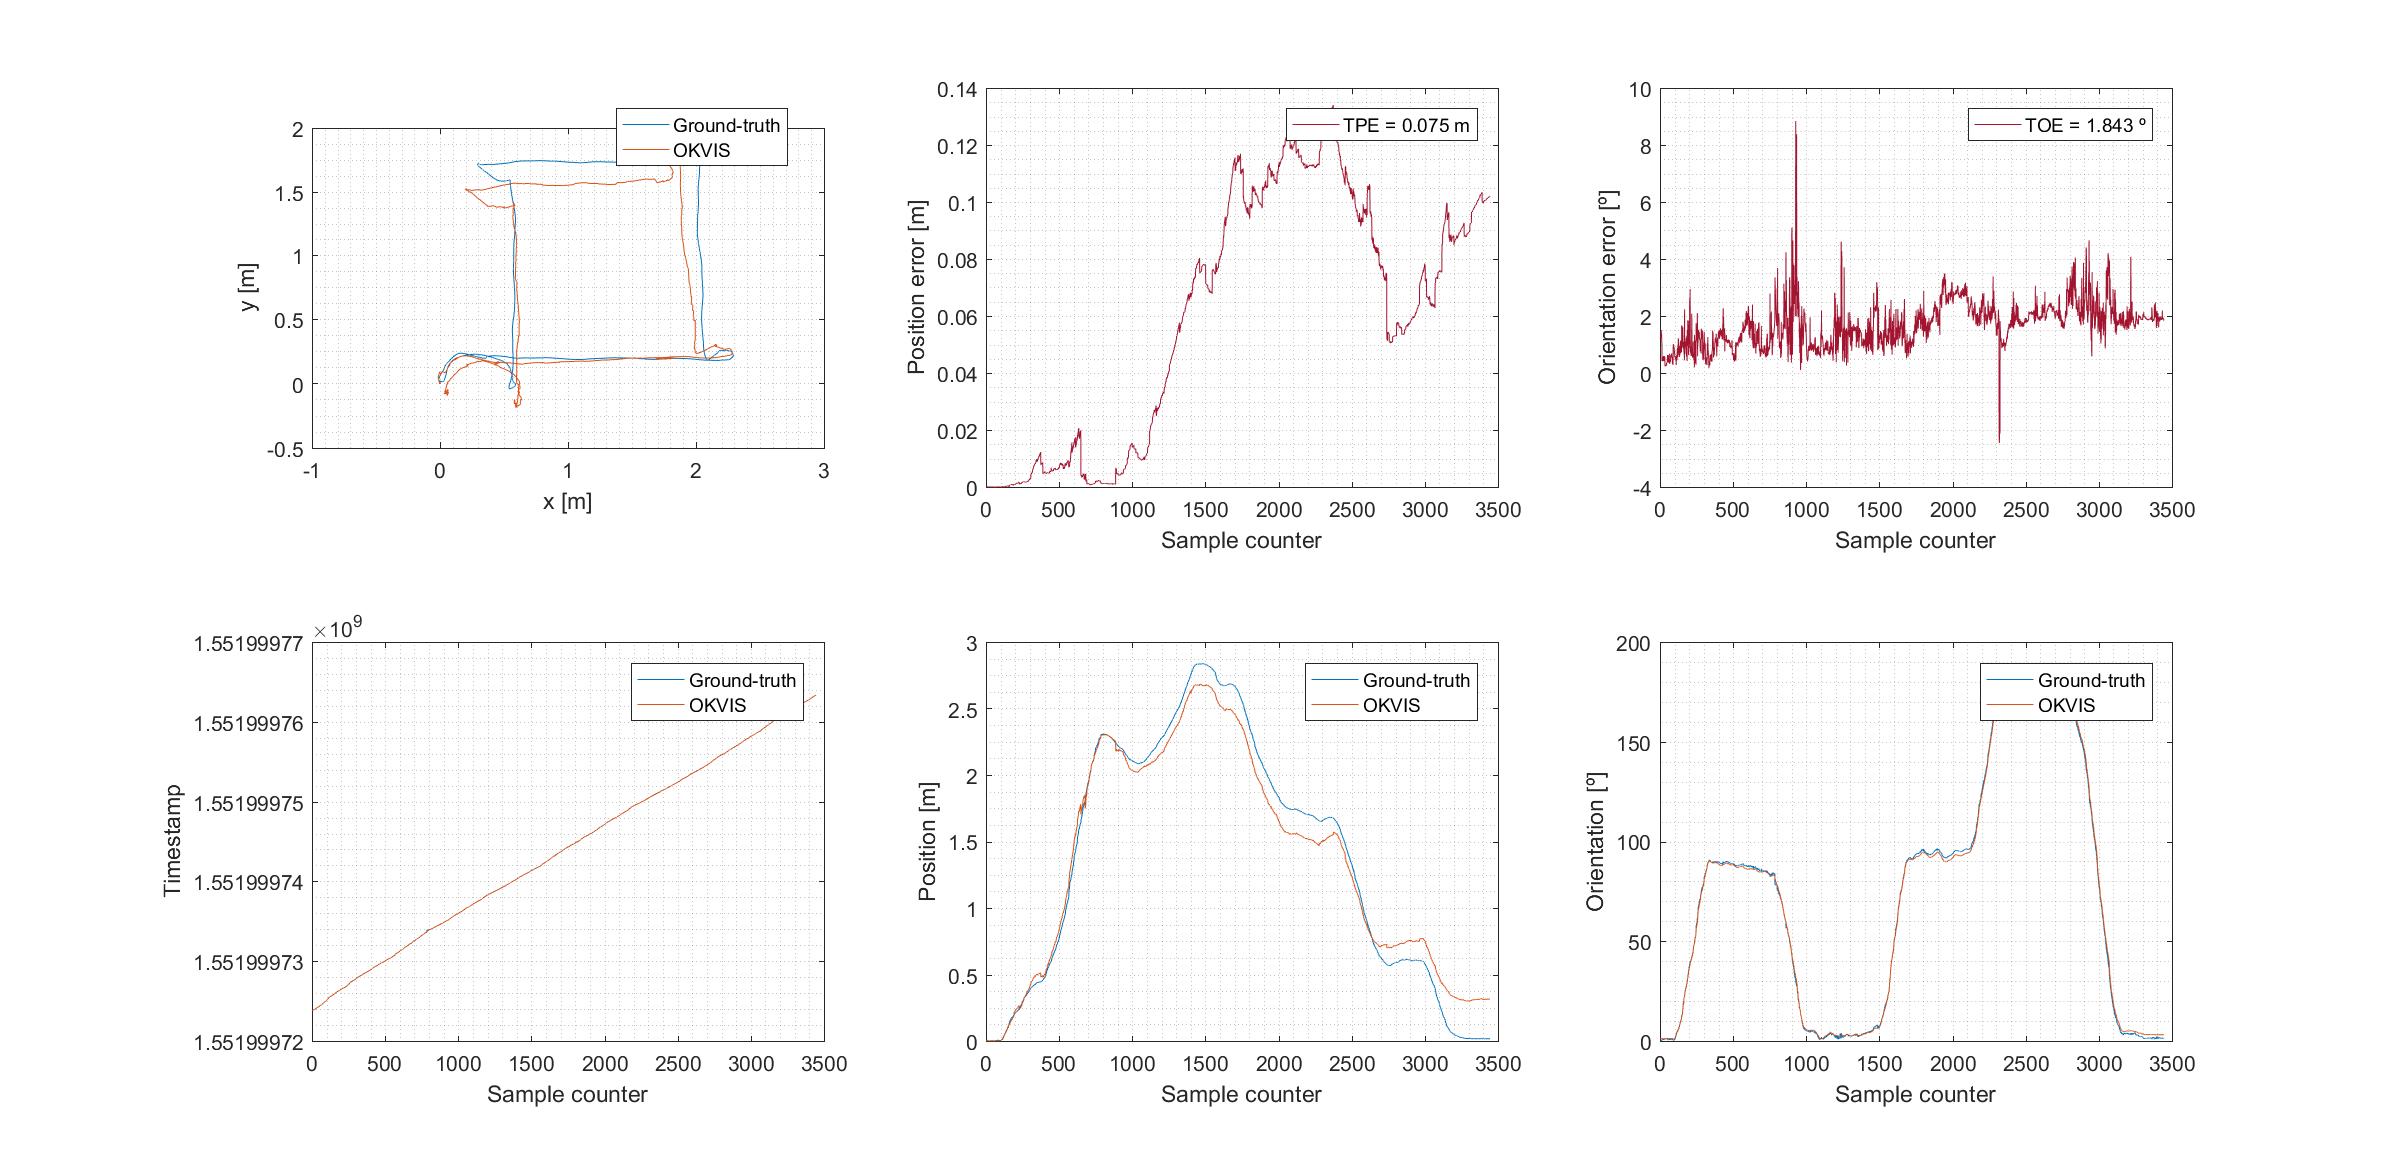 Ground-truth
OKVIS
2
1.5
1
0.5
0
-0.5
y [m]
-1 0 1 2 3
x [m]
TPE = 0.075 m
0.14
0.12
0.1
0.08
0.06
0.04
0.02
0
Position error [m]
0 500 1000 1500 2000 2500 3000 3500
Sample counter
TOE = 1.843 º
10
8
6
4
2
0
-2
-4
Orientation error [º]
0 500 1000 1500 2000 2500 3000 3500
Sample counter
×10⁹
Ground-truth
OKVIS
1.55199977
1.55199976
1.55199975
1.55199974
1.55199973
1.55199972
Timestamp
0 500 1000 1500 2000 2500 3000 3500
Sample counter
Ground-truth
OKVIS
3
2.5
2
1.5
1
0.5
0
Position [m]
0 500 1000 1500 2000 2500 3000 3500
Sample counter
Ground-truth
OKVIS
200
150
100
50
0
Orientation [º]
0 500 1000 1500 2000 2500 3000 3500
Sample counter